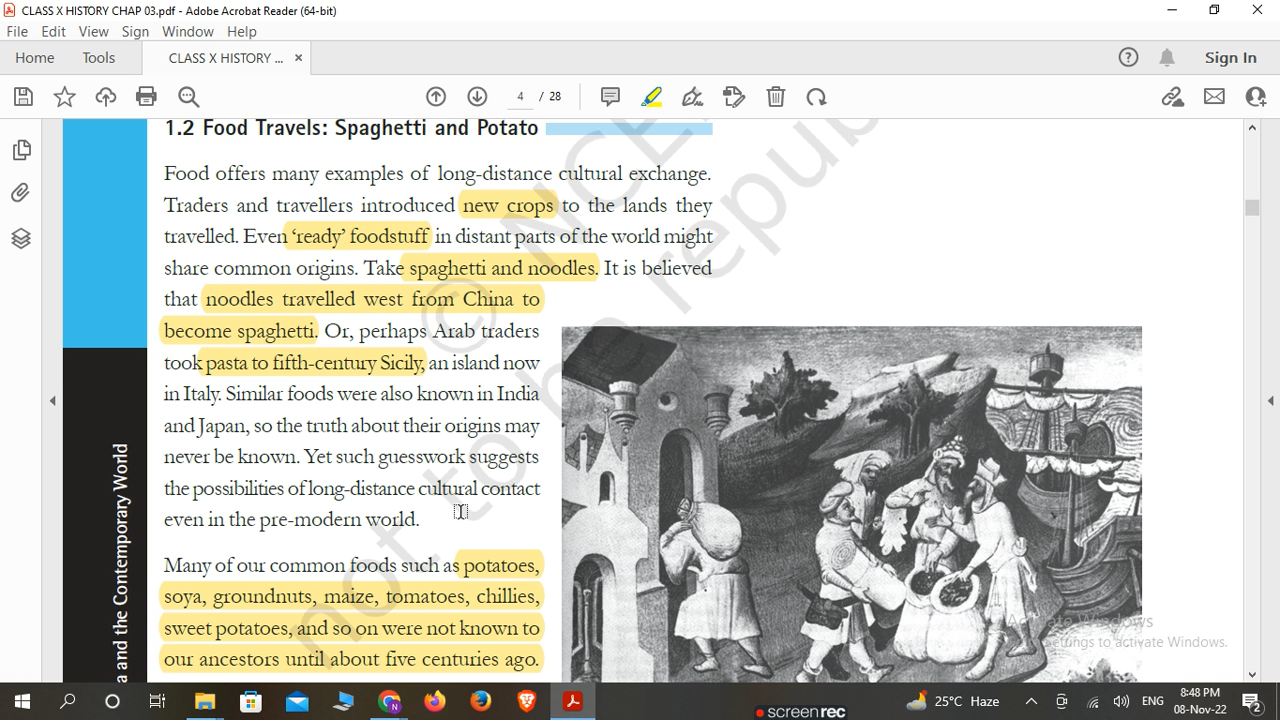 CLASS X HISTORY CHAP 03.pdf - Adobe Acrobat Reader (64-bit)
File Edit View Sign Window Help
Home Tools CLASS X HISTORY ... × Sign In
4 / 28
1.2 Food Travels: Spaghetti and Potato
Food offers many examples of long-distance cultural exchange.
Traders and travellers introduced new crops to the lands they
travelled. Even ‘ready’ foodstuff in distant parts of the world might
share common origins. Take spaghetti and noodles. It is believed
that noodles travelled west from China to
become spaghetti. Or, perhaps Arab traders
took pasta to fifth-century Sicily, an island now
in Italy. Similar foods were also known in India
and Japan, so the truth about their origins may
never be known. Yet such guesswork suggests
the possibilities of long-distance cultural contact
even in the pre-modern world.
Many of our common foods such as potatoes,
soya, groundnuts, maize, tomatoes, chillies,
sweet potatoes, and so on were not known to
our ancestors until about five centuries ago.
a and the Contemporary World
© NCE
not to be republ
ettings to activate Windows.
25°C Haze
ENG
8:48 PM
08-Nov-22
2
screenrec